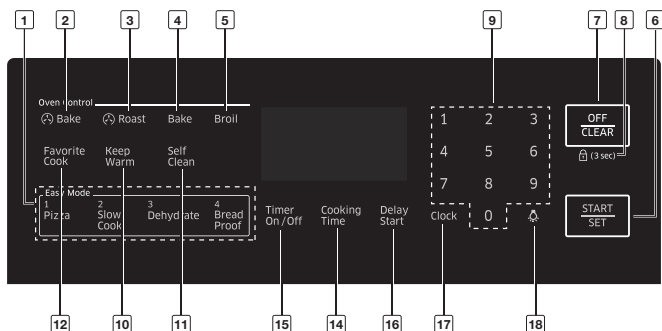 1 2 3 4 5 9 7 8 6
Oven Control
Bake Roast Bake Broil
Favorite Cook Keep Warm Self Clean
Easy Mode
1 Pizza 2 Slow Cook 3 Dehydrate 4 Bread Proof
Timer On/Off Cooking Time Delay Start
1 2 3
4 5 6
7 8 9
Clock 0
OFF
CLEAR
(3 sec)
START
SET
12 10 11 15 14 16 17 18